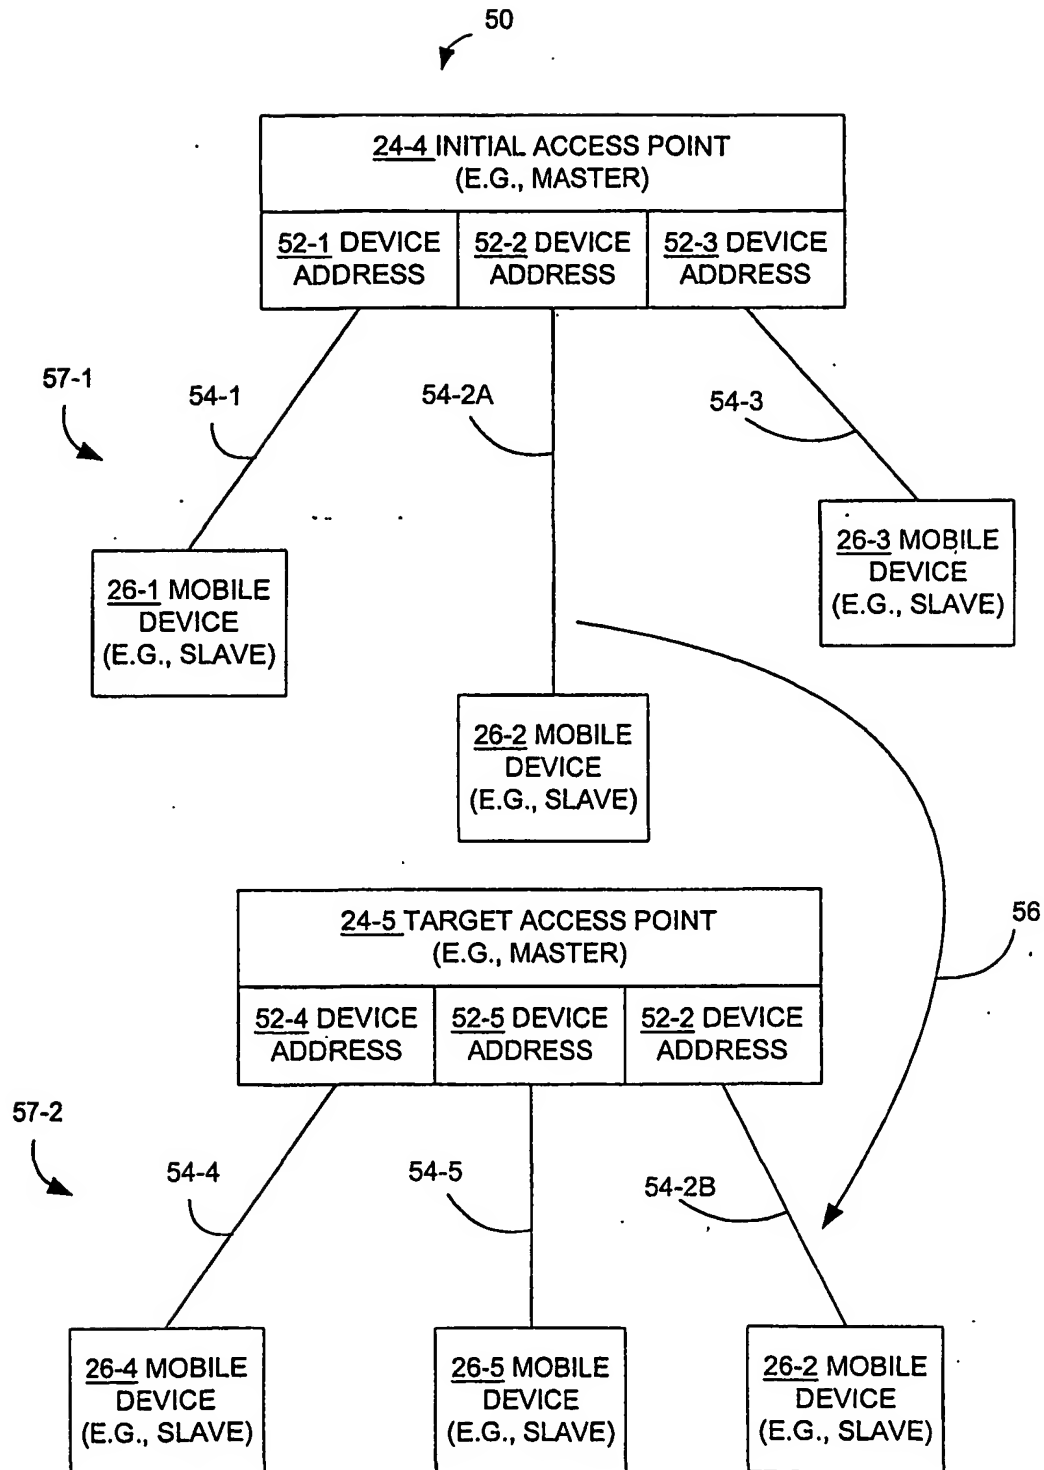 50
24-4 INITIAL ACCESS POINT
(E.G., MASTER)
52-1 DEVICE
ADDRESS
52-2 DEVICE
ADDRESS
52-3 DEVICE
ADDRESS
57-1
54-1
54-2A
54-3
26-1 MOBILE
DEVICE
(E.G., SLAVE)
26-3 MOBILE
DEVICE
(E.G., SLAVE)
26-2 MOBILE
DEVICE
(E.G., SLAVE)
56
24-5 TARGET ACCESS POINT
(E.G., MASTER)
52-4 DEVICE
ADDRESS
52-5 DEVICE
ADDRESS
52-2 DEVICE
ADDRESS
57-2
54-4
54-5
54-2B
26-4 MOBILE
DEVICE
(E.G., SLAVE)
26-5 MOBILE
DEVICE
(E.G., SLAVE)
26-2 MOBILE
DEVICE
(E.G., SLAVE)